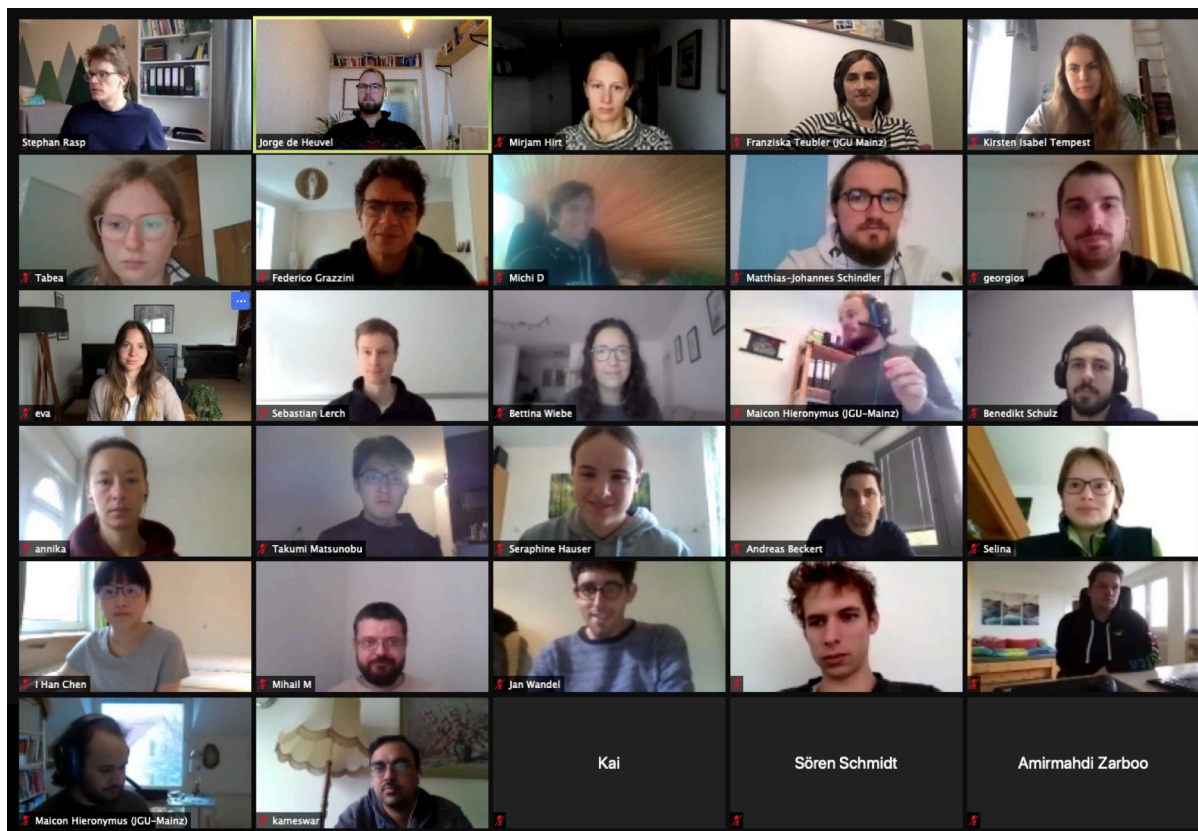 Stephan Rasp
Jorge de Heuvel
Mirjam Hirt
Franziska Teubler (JGU Mainz)
Kirsten Isabel Tempest
Tabea
Federico Grazzini
Michi D
Matthias-Johannes Schindler
georgios
eva
Sebastian Lerch
Bettina Wiebe
Maicon Hieronymus (JGU-Mainz)
Benedikt Schulz
annika
Takumi Matsunobu
Seraphine Hauser
Andreas Beckert
Selina
I Han Chen
Mihail M
Jan Wandel
Maicon Hieronymus (JGU-Mainz)
kameswar
Kai
Sören Schmidt
Amirmahdi Zarboo